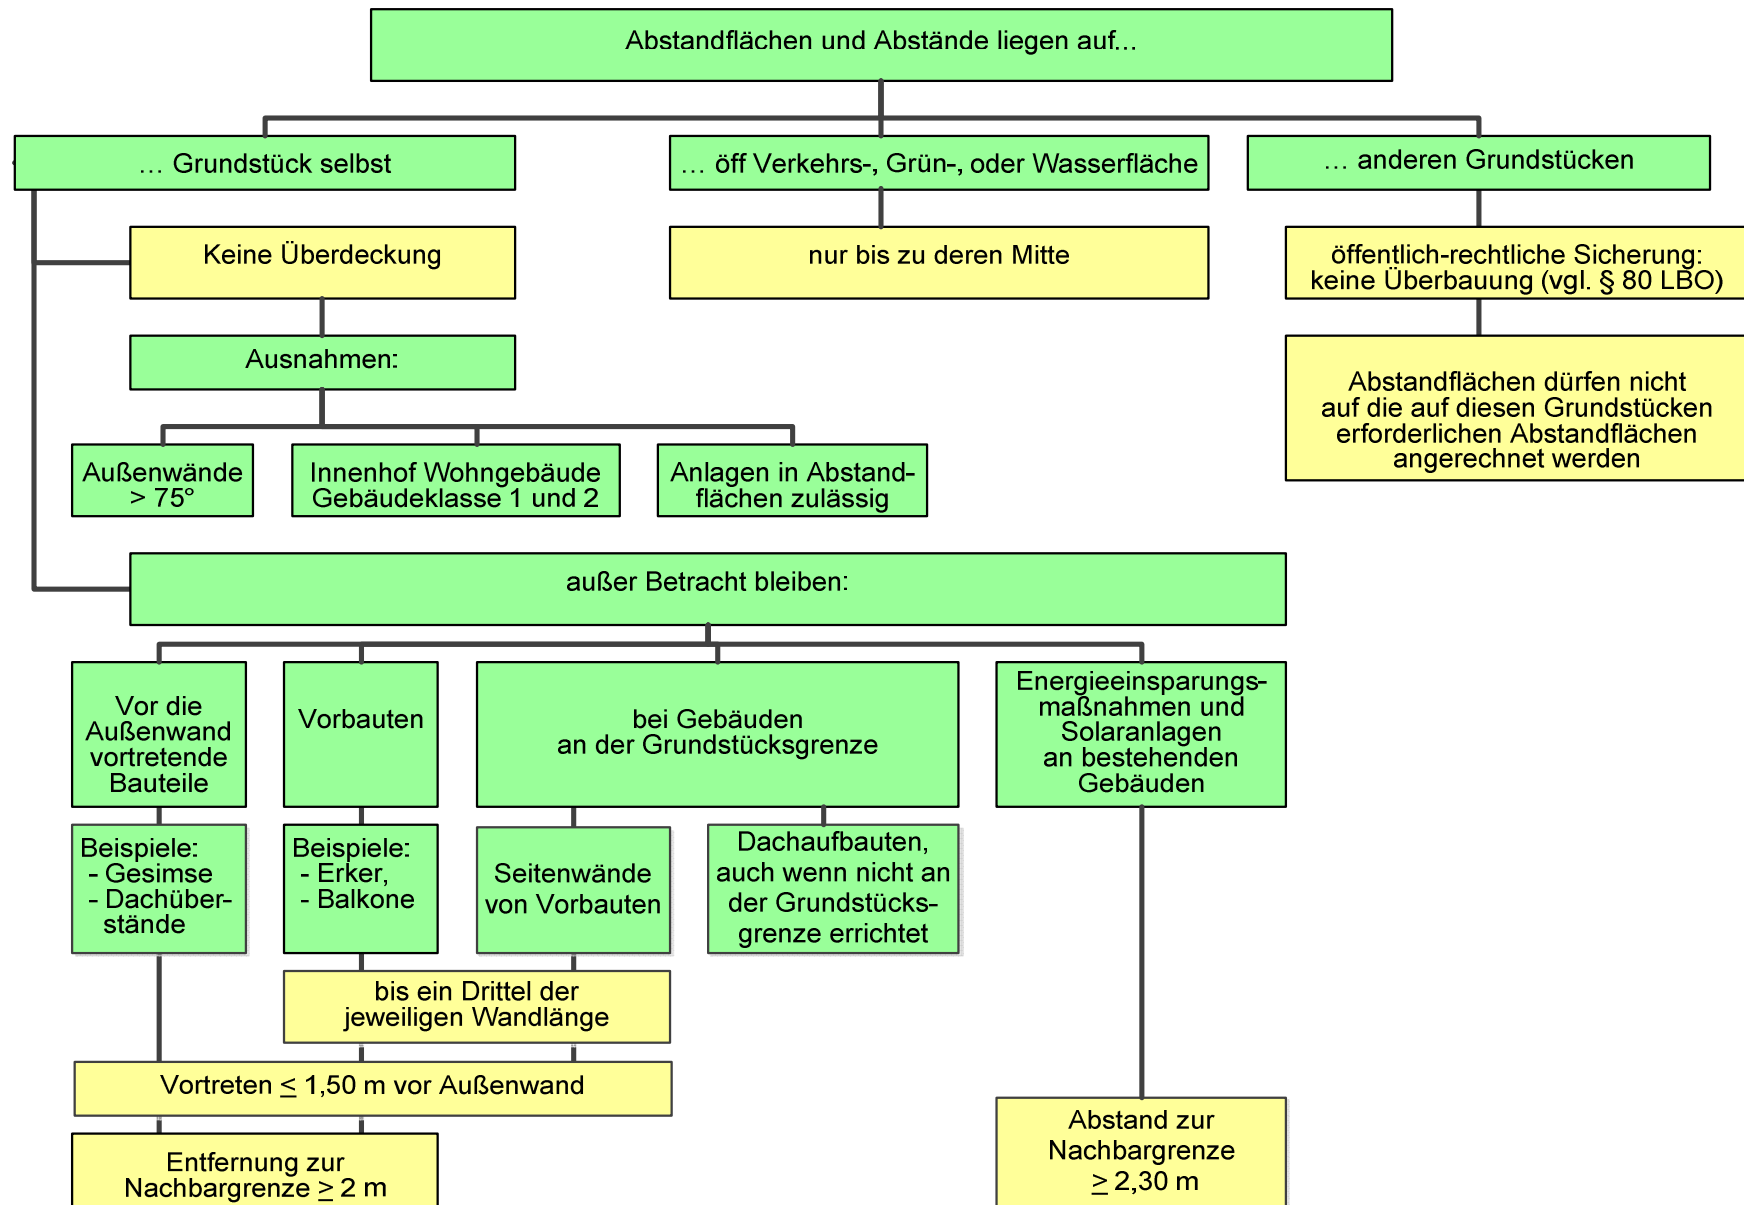 Abstandflächen und Abstände liegen auf...
... Grundstück selbst
... öff Verkehrs-, Grün-, oder Wasserfläche
... anderen Grundstücken
Keine Überdeckung
nur bis zu deren Mitte
öffentlich-rechtliche Sicherung:
keine Überbauung (vgl. § 80 LBO)
Ausnahmen:
Abstandflächen dürfen nicht
auf die auf diesen Grundstücken
erforderlichen Abstandflächen
angerechnet werden
Außenwände
> 75°
Innenhof Wohngebäude
Gebäudeklasse 1 und 2
Anlagen in Abstand-
flächen zulässig
außer Betracht bleiben:
Vor die
Außenwand
vortretende
Bauteile
Vorbauten
bei Gebäuden
an der Grundstücksgrenze
Energieeinsparungs-
maßnahmen und
Solaranlagen
an bestehenden
Gebäuden
Beispiele:
- Gesimse
- Dachüber-
stände
Beispiele:
- Erker,
- Balkone
Seitenwände
von Vorbauten
Dachaufbauten,
auch wenn nicht an
der Grundstücks-
grenze errichtet
bis ein Drittel der
jeweiligen Wandlänge
Vortreten ≤ 1,50 m vor Außenwand
Entfernung zur
Nachbargrenze ≥ 2 m
Abstand zur
Nachbargrenze
≥ 2,30 m